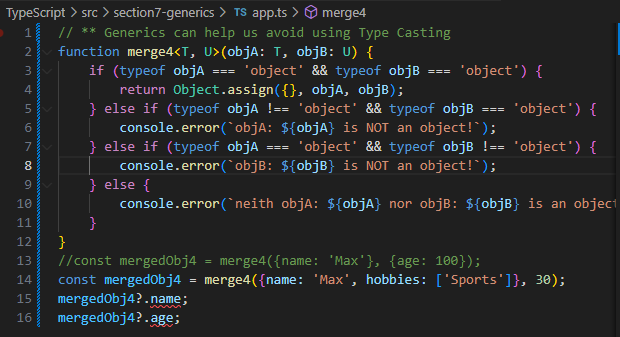 TypeScript > src > section7-generics > TS app.ts > merge4
1 // ** Generics can help us avoid using Type Casting
2 function merge4<T, U>(objA: T, objB: U) {
3 if (typeof objA === 'object' && typeof objB === 'object') {
4 return Object.assign({}, objA, objB);
5 } else if (typeof objA !== 'object' && typeof objB === 'object') {
6 console.error(`objA: ${objA} is NOT an object!`);
7 } else if (typeof objA === 'object' && typeof objB !== 'object') {
8 console.error(`objB: ${objB} is NOT an object!`);
9 } else {
10 console.error(`neith objA: ${objA} nor objB: ${objB} is an object
11 }
12 }
13 //const mergedObj4 = merge4({name: 'Max'}, {age: 100});
14 const mergedObj4 = merge4({name: 'Max', hobbies: ['Sports']}, 30);
15 mergedObj4?.name;
16 mergedObj4?.age;